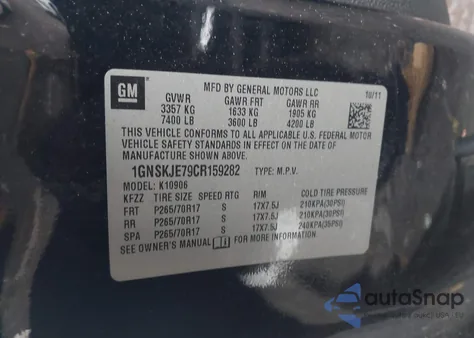 GM
MFD BY GENERAL MOTORS LLC
10/11
GVWR GAWR FRT GAWR RR
3357 KG 1633 KG 1905 KG
7400 LB 3600 LB 4200 LB
THIS VEHICLE CONFORMS TO ALL APPLICABLE U.S. FEDERAL MOTOR
VEHICLE SAFETY STANDARDS IN EFFECT ON THE DATE OF
MANUFACTURE SHOWN ABOVE.
1GNSKJE79CR159282 TYPE: M.P.V.
MODEL: K10906
KFZZ TIRE SIZE SPEED RTG RIM COLD TIRE PRESSURE
FRT P265/70R17 S 17X7.5J 210KPA(30PSI)
RR P265/70R17 S 17X7.5J 210KPA(30PSI)
SPA P265/70R17 S 17X7.5J 240KPA(35PSI)
SEE OWNER'S MANUAL FOR MORE INFORMATION.
autoSnap